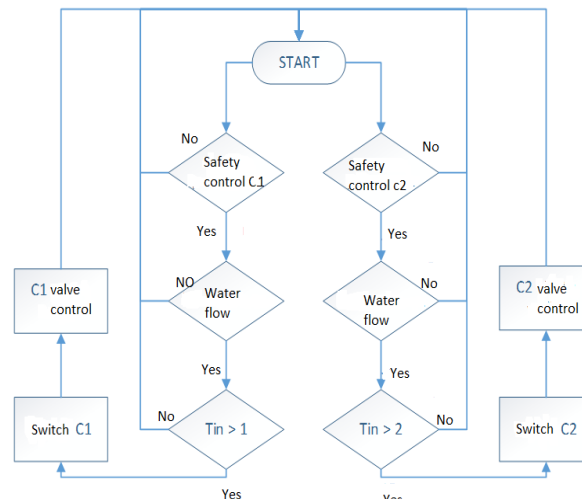 START
No
Safety
control C1
Safety
control c2
No
Yes
Yes
C1 valve
control
NO
Water
flow
Water
flow
No
C2 valve
control
Yes
Yes
Switch C1
No
Tin > 1
Tin > 2
No
Switch C2
Yes
Yes